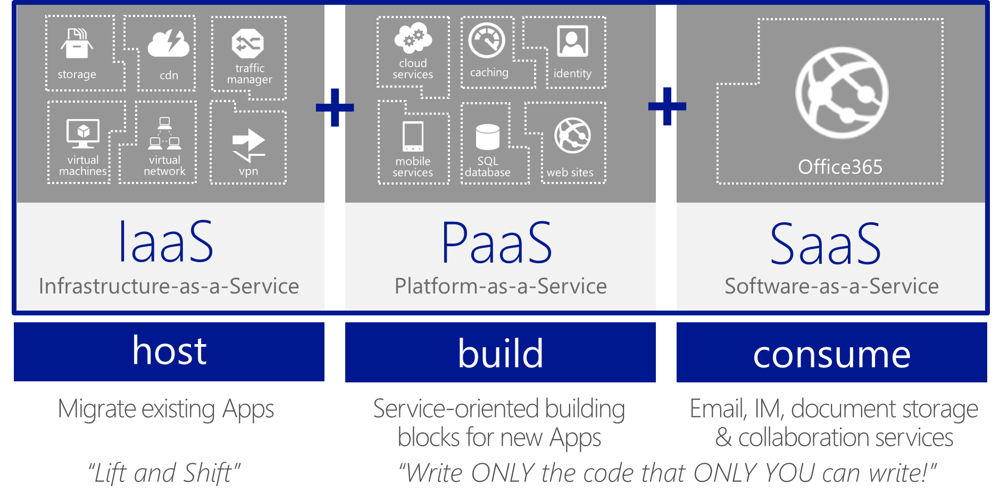 storage
cdn
traffic
manager
virtual
machines
virtual
network
vpn
cloud
services
caching
identity
mobile
services
SQL
database
web sites
Office365
IaaS
Infrastructure-as-a-Service
PaaS
Platform-as-a-Service
SaaS
Software-as-a-Service
host
build
consume
Migrate existing Apps
Service-oriented building
blocks for new Apps
Email, IM, document storage
& collaboration services
“Lift and Shift”
“Write ONLY the code that ONLY YOU can write!”